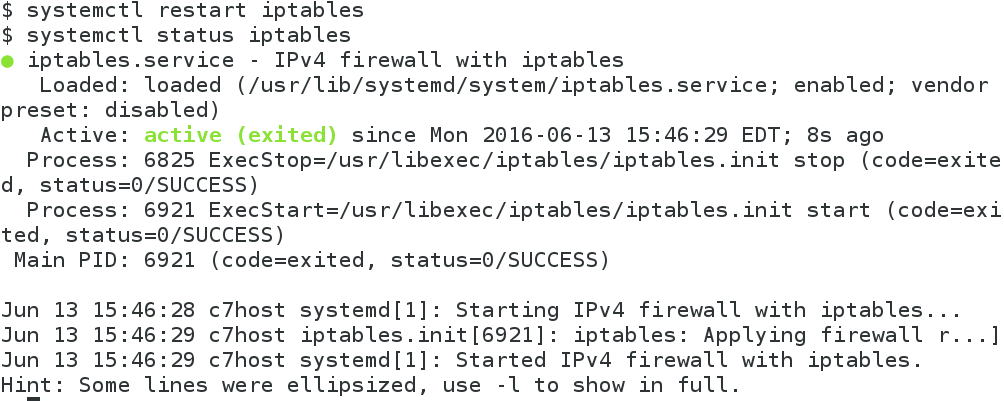 $ systemctl restart iptables
$ systemctl status iptables
● iptables.service - IPv4 firewall with iptables
   Loaded: loaded (/usr/lib/systemd/system/iptables.service; enabled; vendor
preset: disabled)
   Active: active (exited) since Mon 2016-06-13 15:46:29 EDT; 8s ago
  Process: 6825 ExecStop=/usr/libexec/iptables/iptables.init stop (code=exite
d, status=0/SUCCESS)
  Process: 6921 ExecStart=/usr/libexec/iptables/iptables.init start (code=exi
ted, status=0/SUCCESS)
 Main PID: 6921 (code=exited, status=0/SUCCESS)

Jun 13 15:46:28 c7host systemd[1]: Starting IPv4 firewall with iptables...
Jun 13 15:46:29 c7host iptables.init[6921]: iptables: Applying firewall r...]
Jun 13 15:46:29 c7host systemd[1]: Started IPv4 firewall with iptables.
Hint: Some lines were ellipsized, use -l to show in full.